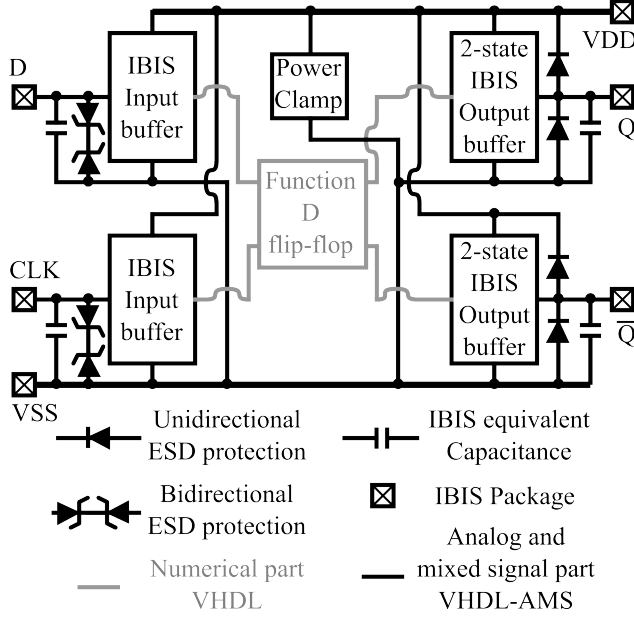 D
IBIS
Input
buffer
Power
Clamp
2-state
IBIS
Output
buffer
VDD
Q
Function
D
flip-flop
CLK
IBIS
Input
buffer
2-state
IBIS
Output
buffer
Q̅
VSS
Unidirectional
ESD protection
IBIS equivalent
Capacitance
Bidirectional
ESD protection
IBIS Package
Numerical part
VHDL
Analog and
mixed signal part
VHDL-AMS